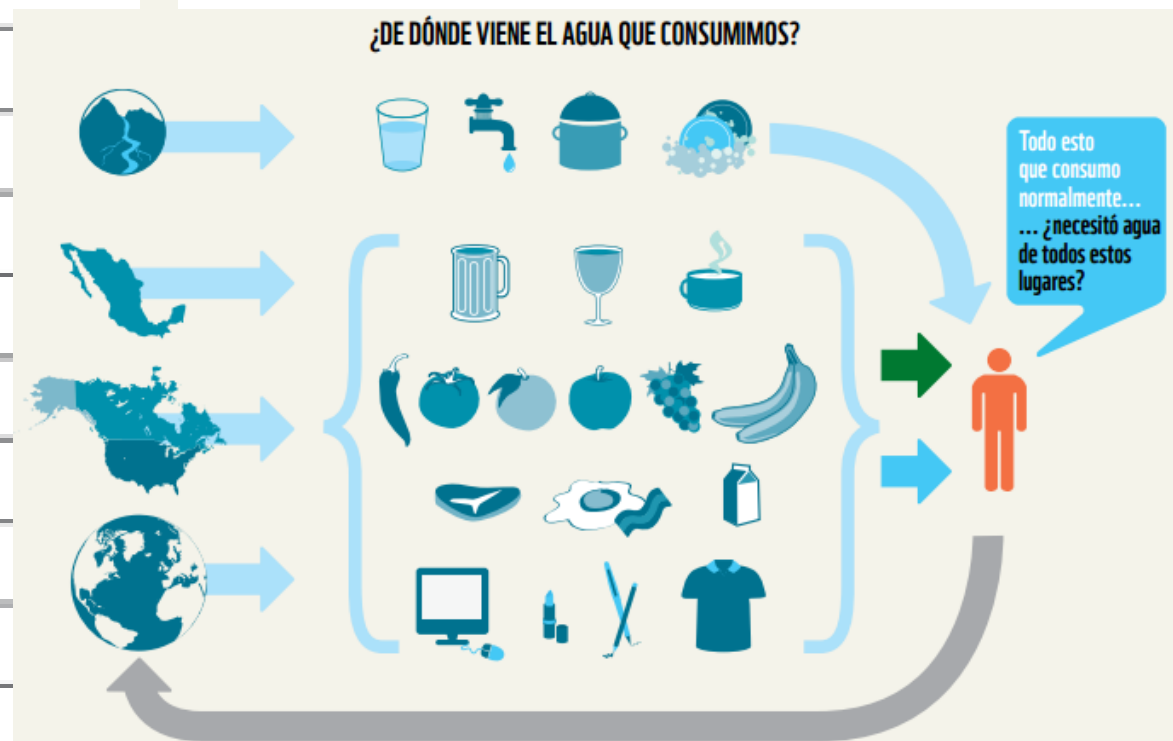 ¿DE DÓNDE VIENE EL AGUA QUE CONSUMIMOS?
Todo esto
que consumo
normalmente...
... ¿necesitó agua
de todos estos
lugares?